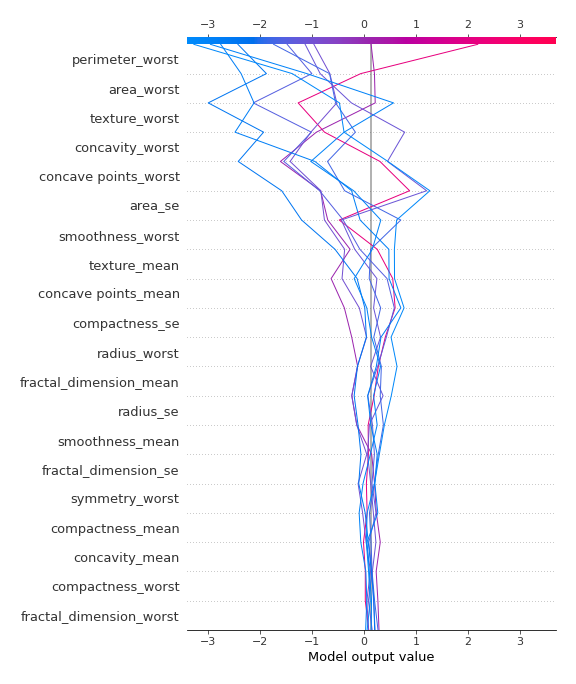 −3 −2 −1 0 1 2 3
perimeter_worst
area_worst
texture_worst
concavity_worst
concave points_worst
area_se
smoothness_worst
texture_mean
concave points_mean
compactness_se
radius_worst
fractal_dimension_mean
radius_se
smoothness_mean
fractal_dimension_se
symmetry_worst
compactness_mean
concavity_mean
compactness_worst
fractal_dimension_worst
−3 −2 −1 0 1 2 3
Model output value